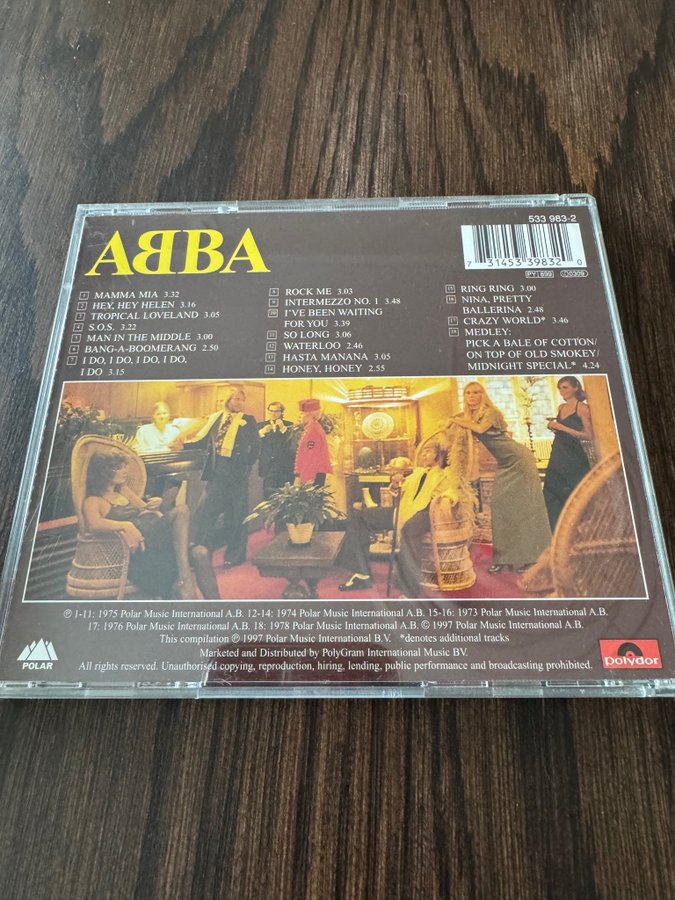 ABBA
533 983-2
7 31453 39832 0
PY 899 LC 0309
1 MAMMA MIA 3.32
2 HEY, HEY HELEN 3.16
3 TROPICAL LOVELAND 3.05
4 S.O.S. 3.22
5 MAN IN THE MIDDLE 3.00
6 BANG-A-BOOMERANG 2.50
7 I DO, I DO, I DO, I DO,
I DO 3.15
8 ROCK ME 3.03
9 INTERMEZZO NO. 1 3.48
10 I'VE BEEN WAITING
FOR YOU 3.39
11 SO LONG 3.06
12 WATERLOO 2.46
13 HASTA MANANA 3.05
14 HONEY, HONEY 2.55
15 RING RING 3.00
16 NINA, PRETTY
BALLERINA 2.48
17 CRAZY WORLD* 3.46
18 MEDLEY:
PICK A BALE OF COTTON/
ON TOP OF OLD SMOKEY/
MIDNIGHT SPECIAL* 4.24
℗ 1-11: 1975 Polar Music International A.B. 12-14: 1974 Polar Music International A.B. 15-16: 1973 Polar Music International A.B.
17: 1976 Polar Music International A.B. 18: 1978 Polar Music International A.B. © 1997 Polar Music International A.B.
This compilation ℗ 1997 Polar Music International B.V. *denotes additional tracks
Marketed and Distributed by PolyGram International Music BV.
All rights reserved. Unauthorised copying, reproduction, hiring, lending, public performance and broadcasting prohibited.
POLAR
Polydor